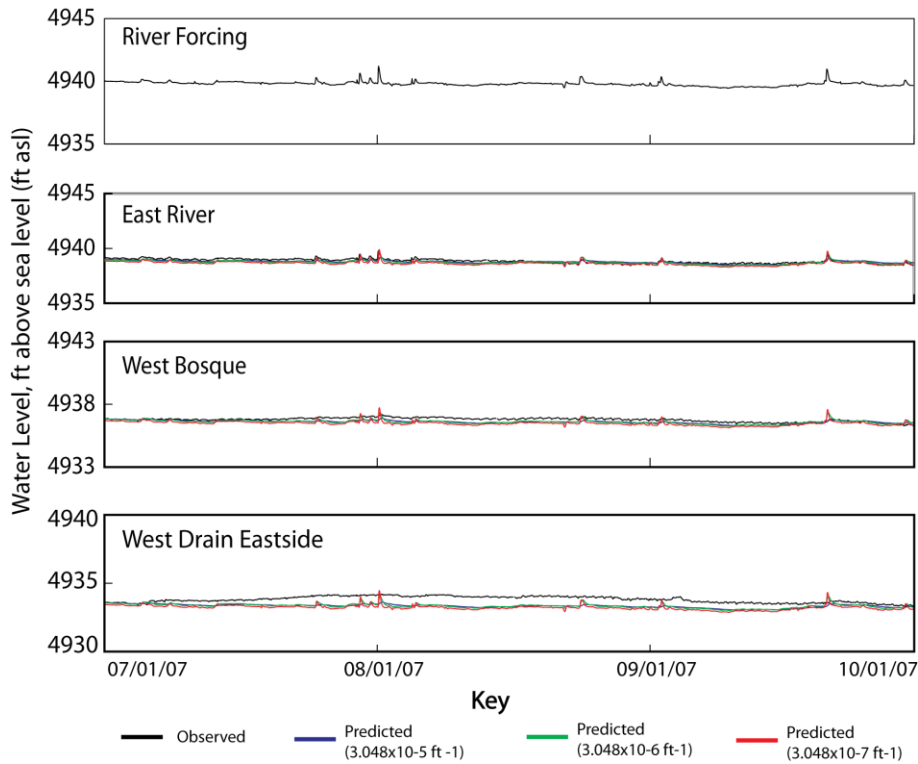 Water Level, ft above sea level (ft asl)
4945
4940
4935
River Forcing
4945
4940
4935
East River
4943
4938
4933
West Bosque
4940
4935
4930
West Drain Eastside
07/01/07 08/01/07 09/01/07 10/01/07
Key
Observed
Predicted
(3.048x10-5 ft -1)
Predicted
(3.048x10-6 ft-1)
Predicted
(3.048x10-7 ft-1)